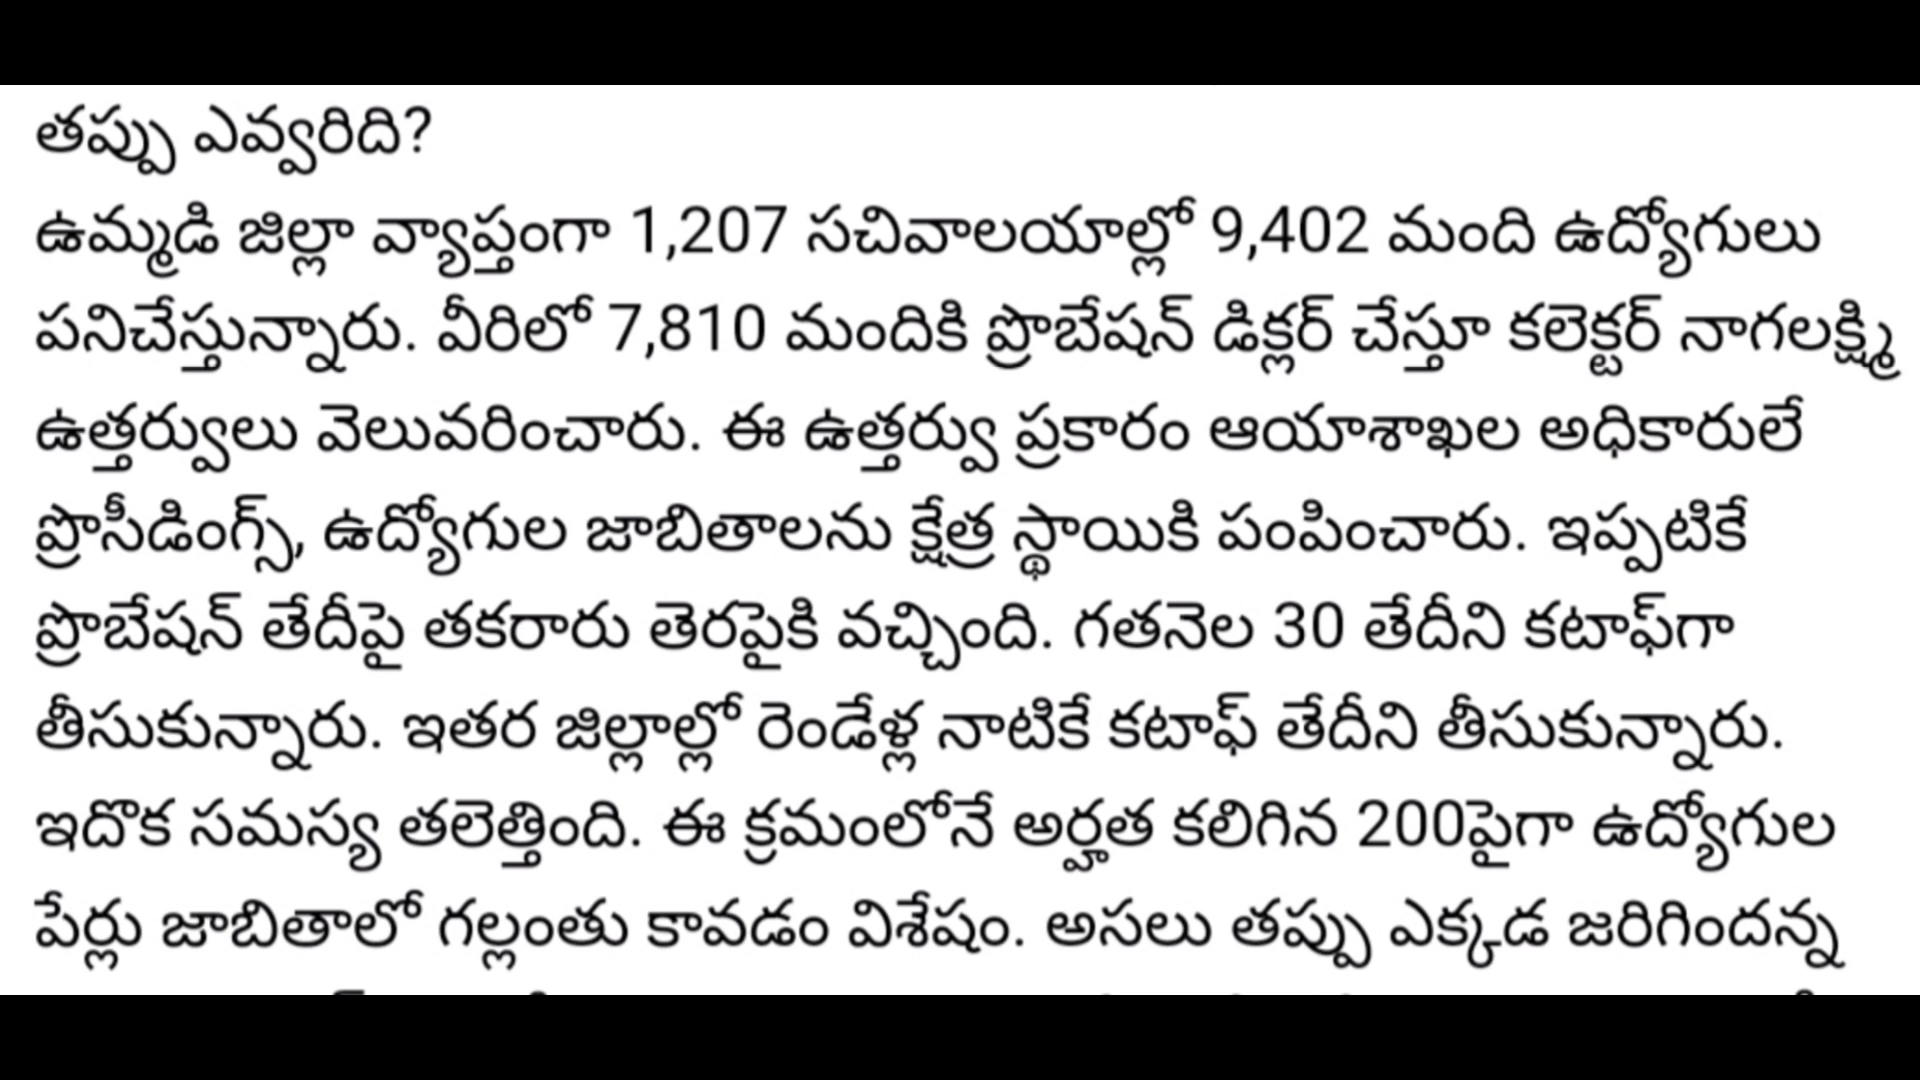 తప్పు ఎవ్వరిది?
ఉమ్మడి జిల్లా వ్యాప్తంగా 1,207 సచివాలయాల్లో 9,402 మంది ఉద్యోగులు
పనిచేస్తున్నారు. వీరిలో 7,810 మందికి ప్రొబేషన్ డిక్లర్ చేస్తూ కలెక్టర్ నాగలక్ష్మి
ఉత్తర్వులు వెలువరించారు. ఈ ఉత్తర్వు ప్రకారం ఆయాశాఖల అధికారులే
ప్రొసీడింగ్స్, ఉద్యోగుల జాబితాలను క్షేత్ర స్థాయికి పంపించారు. ఇప్పటికే
ప్రొబేషన్ తేదీపై తకరారు తెరపైకి వచ్చింది. గతనెల 30 తేదీని కటాఫ్‌గా
తీసుకున్నారు. ఇతర జిల్లాల్లో రెండేళ్ల నాటికే కటాఫ్ తేదీని తీసుకున్నారు.
ఇదొక సమస్య తలెత్తింది. ఈ క్రమంలోనే అర్హత కలిగిన 200పైగా ఉద్యోగుల
పేర్లు జాబితాలో గల్లంతు కావడం విశేషం. అసలు తప్పు ఎక్కడ జరిగిందన్న